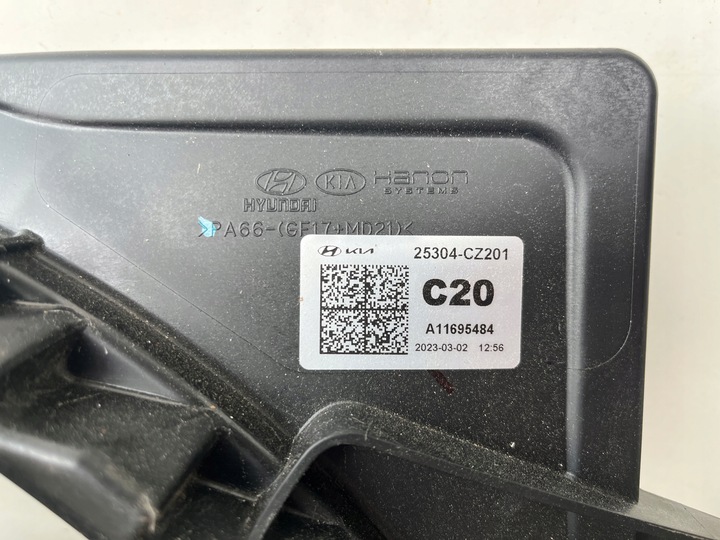 KIA Hanon
HYUNDAI SYSTEMS
>PA66-(GF17+MD21)<
KIA 25304-CZ201
C20
A11695484
2023-03-02 12:56